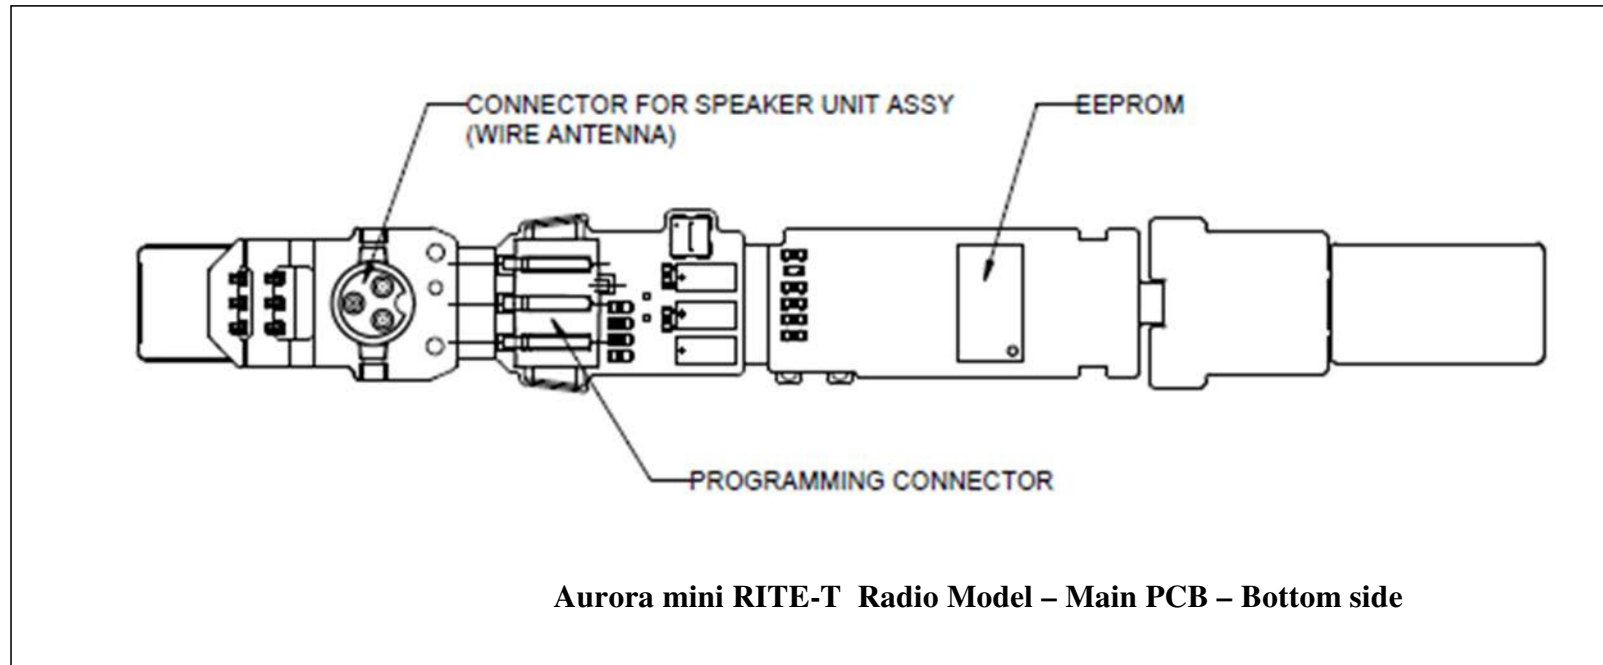 CONNECTOR FOR SPEAKER UNIT ASSY
(WIRE ANTENNA)
EEPROM
PROGRAMMING CONNECTOR
Aurora mini RITE-T  Radio Model – Main PCB – Bottom side